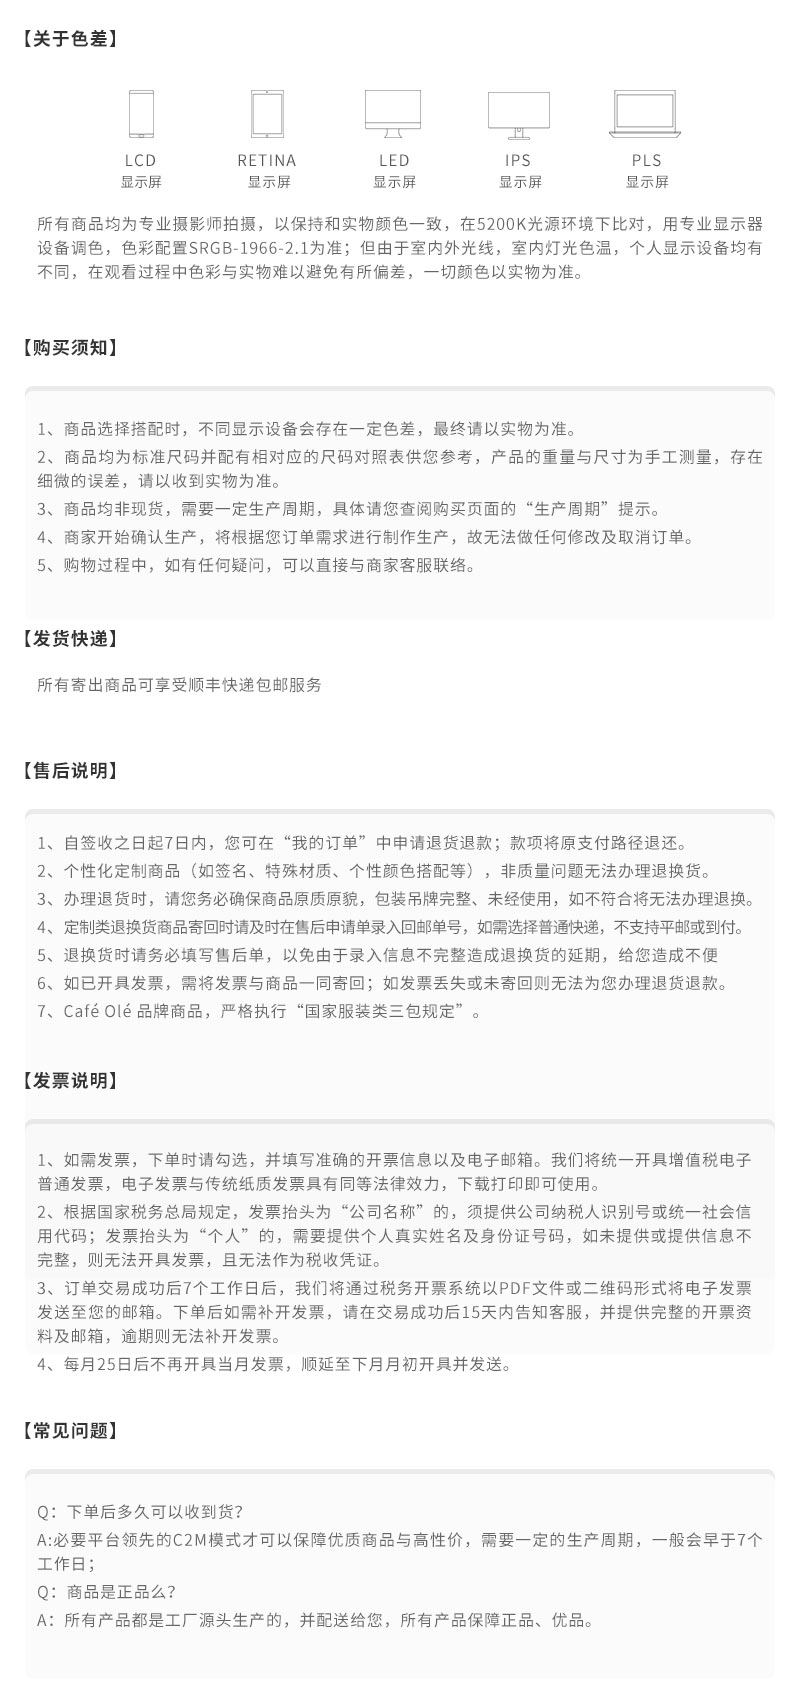 【关于色差】
LCD RETINA LED IPS PLS
显示屏 显示屏 显示屏 显示屏 显示屏
所有商品均为专业摄影师拍摄，以保持和实物颜色一致，在5200K光源环境下比对，用专业显示器
设备调色，色彩配置SRGB-1966-2.1为准；但由于室内外光线，室内灯光色温，个人显示设备均有
不同，在观看过程中色彩与实物难以避免有所偏差，一切颜色以实物为准。
【购买须知】
1、商品选择搭配时，不同显示设备会存在一定色差，最终请以实物为准。
2、商品均为标准尺码并配有相对应的尺码对照表供您参考，产品的重量与尺寸为手工测量，存在
细微的误差，请以收到实物为准。
3、商品均非现货，需要一定生产周期，具体请您查阅购买页面的“生产周期”提示。
4、商家开始确认生产，将根据您订单需求进行制作生产，故无法做任何修改及取消订单。
5、购物过程中，如有任何疑问，可以直接与商家客服联络。
【发货快递】
所有寄出商品可享受顺丰快递包邮服务
【售后说明】
1、自签收之日起7日内，您可在“我的订单”中申请退货退款；款项将原支付路径退还。
2、个性化定制商品（如签名、特殊材质、个性颜色搭配等），非质量问题无法办理退换货。
3、办理退货时，请您务必确保商品原质原貌，包装吊牌完整、未经使用，如不符合将无法办理退换。
4、定制类退换货商品寄回时请及时在售后申请单录入回邮单号，如需选择普通快递，不支持平邮或到付。
5、退换货时请务必填写售后单，以免由于录入信息不完整造成退换货的延期，给您造成不便
6、如已开具发票，需将发票与商品一同寄回；如发票丢失或未寄回则无法为您办理退货退款。
7、Café Olé 品牌商品，严格执行“国家服装类三包规定”。
【发票说明】
1、如需发票，下单时请勾选，并填写准确的开票信息以及电子邮箱。我们将统一开具增值税电子
普通发票，电子发票与传统纸质发票具有同等法律效力，下载打印即可使用。
2、根据国家税务总局规定，发票抬头为“公司名称”的，须提供公司纳税人识别号或统一社会信
用代码；发票抬头为“个人”的，需要提供个人真实姓名及身份证号码，如未提供或提供信息不
完整，则无法开具发票，且无法作为税收凭证。
3、订单交易成功后7个工作日后，我们将通过税务开票系统以PDF文件或二维码形式将电子发票
发送至您的邮箱。下单后如需补开发票，请在交易成功后15天内告知客服，并提供完整的开票资
料及邮箱，逾期则无法补开发票。
4、每月25日后不再开具当月发票，顺延至下月月初开具并发送。
【常见问题】
Q：下单后多久可以收到货？
A:必要平台领先的C2M模式才可以保障优质商品与高性价，需要一定的生产周期，一般会早于7个
工作日；
Q：商品是正品么？
A：所有产品都是工厂源头生产的，并配送给您，所有产品保障正品、优品。